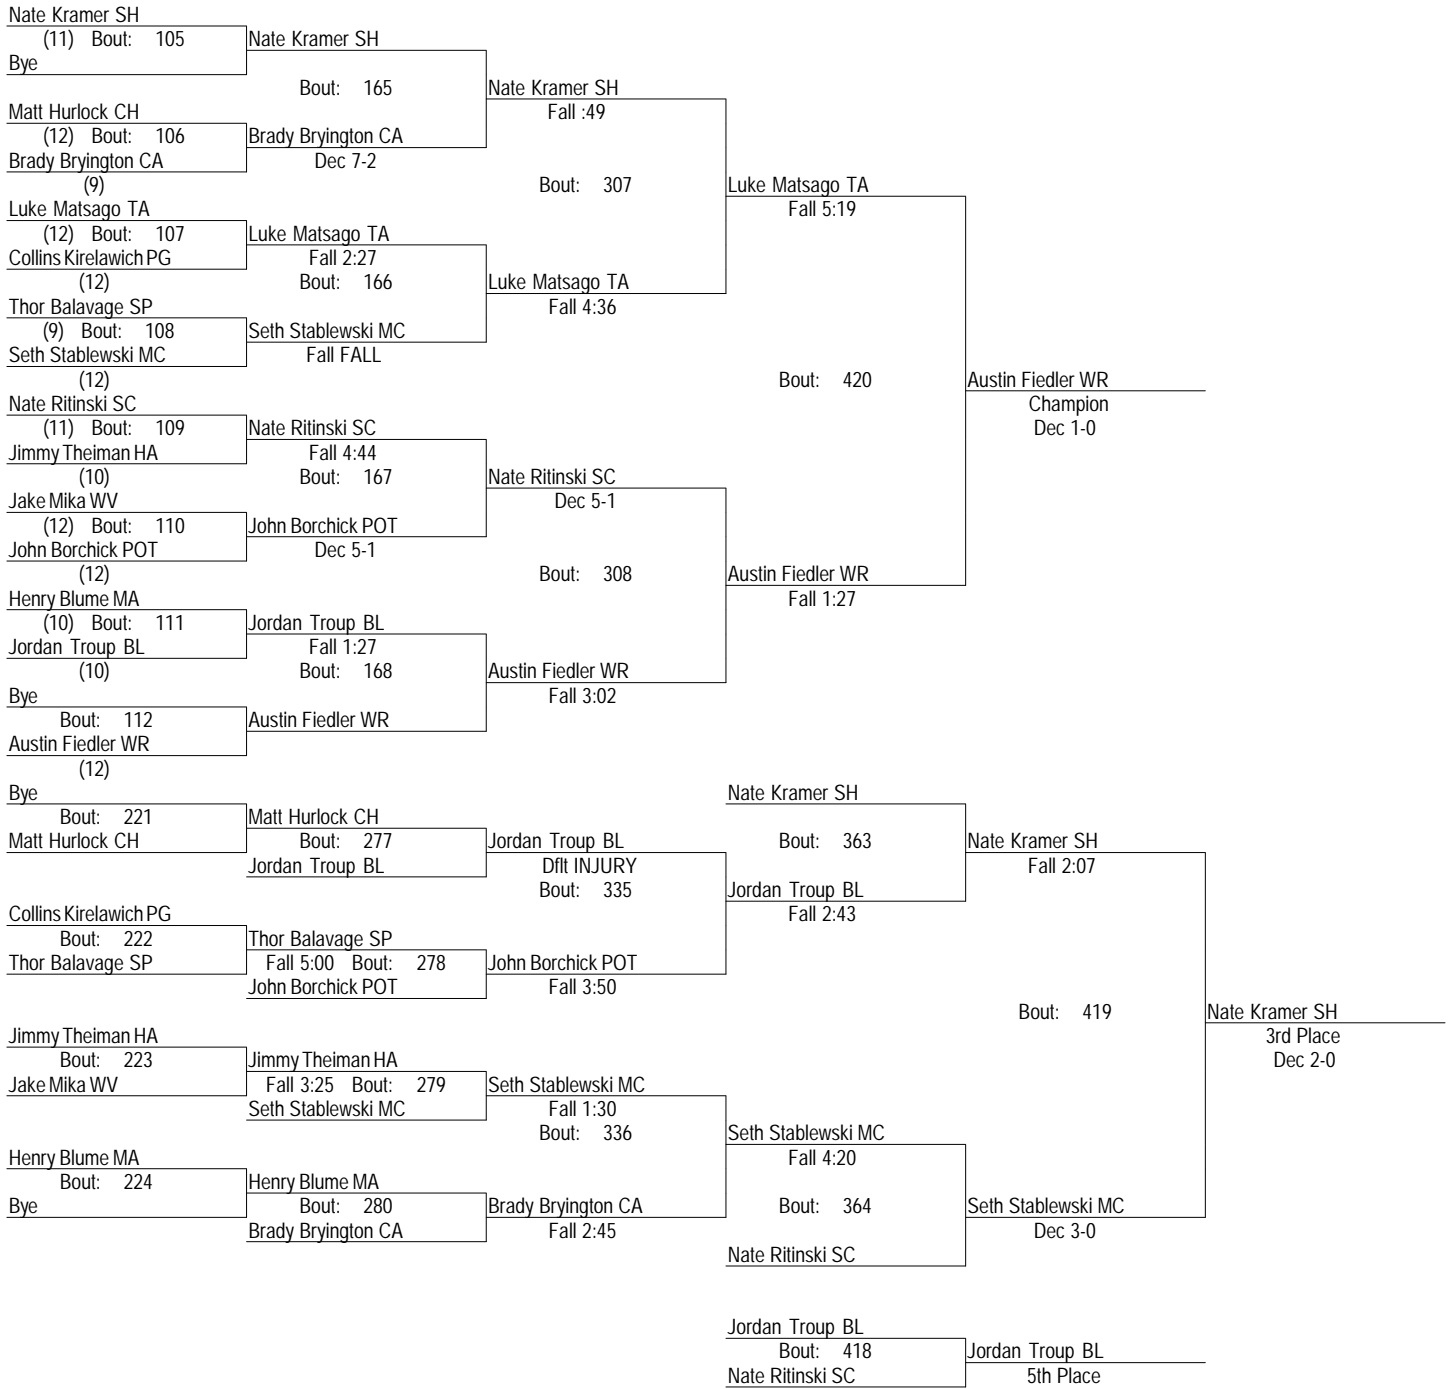 Nate Kramer SH
(11) Bout: 105
Nate Kramer SH
Bye
Bout: 165
Nate Kramer SH
Matt Hurlock CH
Fall :49
(12) Bout: 106
Brady Bryington CA
Brady Bryington CA
Dec 7-2
(9)
Bout: 307
Luke Matsago TA
Luke Matsago TA
Fall 5:19
(12) Bout: 107
Luke Matsago TA
Collins Kirelawich PG
Fall 2:27
(12)
Bout: 166
Luke Matsago TA
Thor Balavage SP
Fall 4:36
(9) Bout: 108
Seth Stablewski MC
Seth Stablewski MC
Fall FALL
(12)
Bout: 420
Austin Fiedler WR
Nate Ritinski SC
Champion
(11) Bout: 109
Nate Ritinski SC
Dec 1-0
Jimmy Theiman HA
Fall 4:44
(10)
Bout: 167
Nate Ritinski SC
Jake Mika WV
Dec 5-1
(12) Bout: 110
John Borchick POT
John Borchick POT
Dec 5-1
(12)
Bout: 308
Austin Fiedler WR
Henry Blume MA
Fall 1:27
(10) Bout: 111
Jordan Troup BL
Jordan Troup BL
Fall 1:27
(10)
Bout: 168
Austin Fiedler WR
Bye
Fall 3:02
Bout: 112
Austin Fiedler WR
Austin Fiedler WR
(12)
Bye
Nate Kramer SH
Bout: 221
Matt Hurlock CH
Matt Hurlock CH
Bout: 277
Jordan Troup BL
Bout: 363
Nate Kramer SH
Jordan Troup BL
Dflt INJURY
Fall 2:07
Bout: 335
Jordan Troup BL
Collins Kirelawich PG
Fall 2:43
Bout: 222
Thor Balavage SP
Thor Balavage SP
Fall 5:00 Bout: 278
John Borchick POT
John Borchick POT
Fall 3:50
Bout: 419
Nate Kramer SH
Jimmy Theiman HA
3rd Place
Bout: 223
Jimmy Theiman HA
Dec 2-0
Jake Mika WV
Fall 3:25 Bout: 279
Seth Stablewski MC
Seth Stablewski MC
Fall 1:30
Bout: 336
Seth Stablewski MC
Henry Blume MA
Fall 4:20
Bout: 224
Henry Blume MA
Bye
Bout: 280
Brady Bryington CA
Bout: 364
Seth Stablewski MC
Brady Bryington CA
Fall 2:45
Dec 3-0
Nate Ritinski SC
Jordan Troup BL
Bout: 418
Jordan Troup BL
Nate Ritinski SC
5th Place